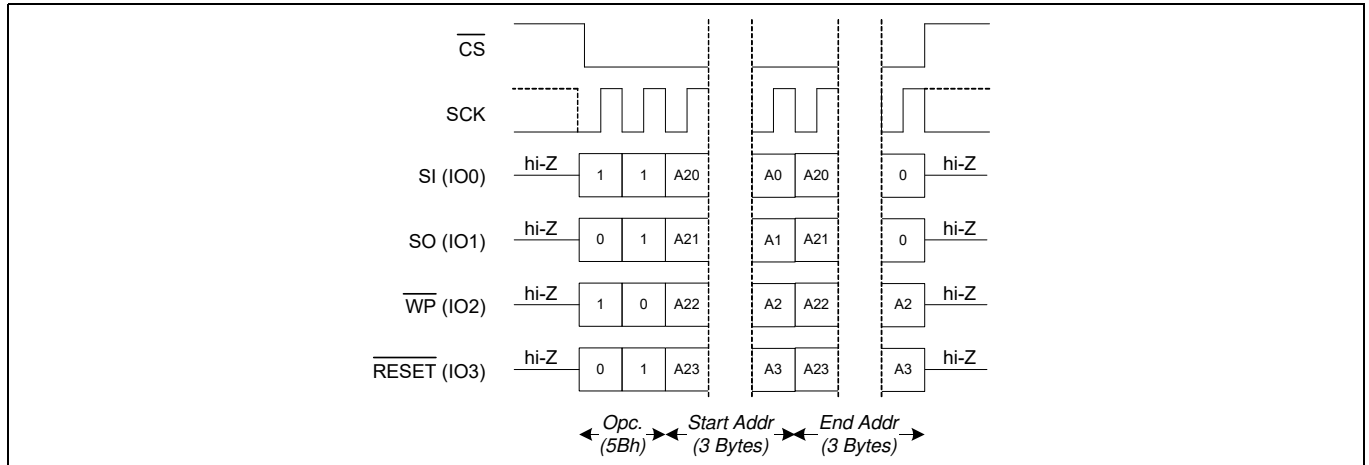 CS
SCK
SI (IO0) hi-Z 1 1 A20 A0 A20 0 hi-Z
SO (IO1) hi-Z 0 1 A21 A1 A21 0 hi-Z
WP (IO2) hi-Z 1 0 A22 A2 A22 A2 hi-Z
RESET (IO3) hi-Z 0 1 A23 A3 A23 A3 hi-Z
Opc. Start Addr End Addr
(5Bh) (3 Bytes) (3 Bytes)